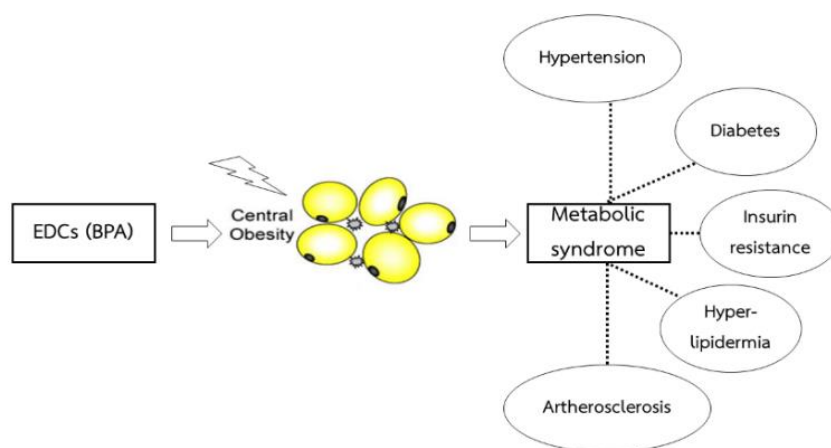 Hypertension
Diabetes
EDCs (BPA)
Central
Obesity
Metabolic
syndrome
Insurin
resistance
Hyper-
lipidermia
Artherosclerosis